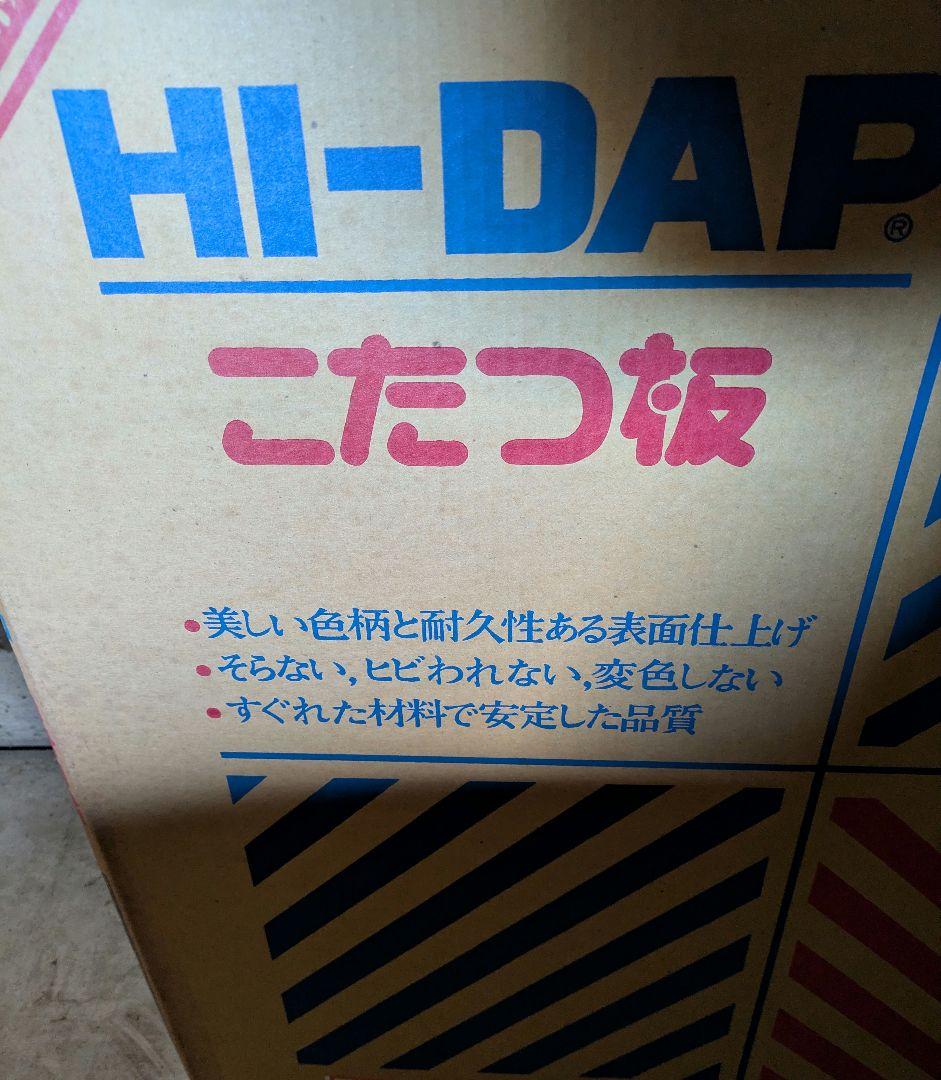 HI-DAP®
こたつ板
•美しい色柄と耐久性ある表面仕上げ
•そらない,ヒビわれない,変色しない
•すぐれた材料で安定した品質